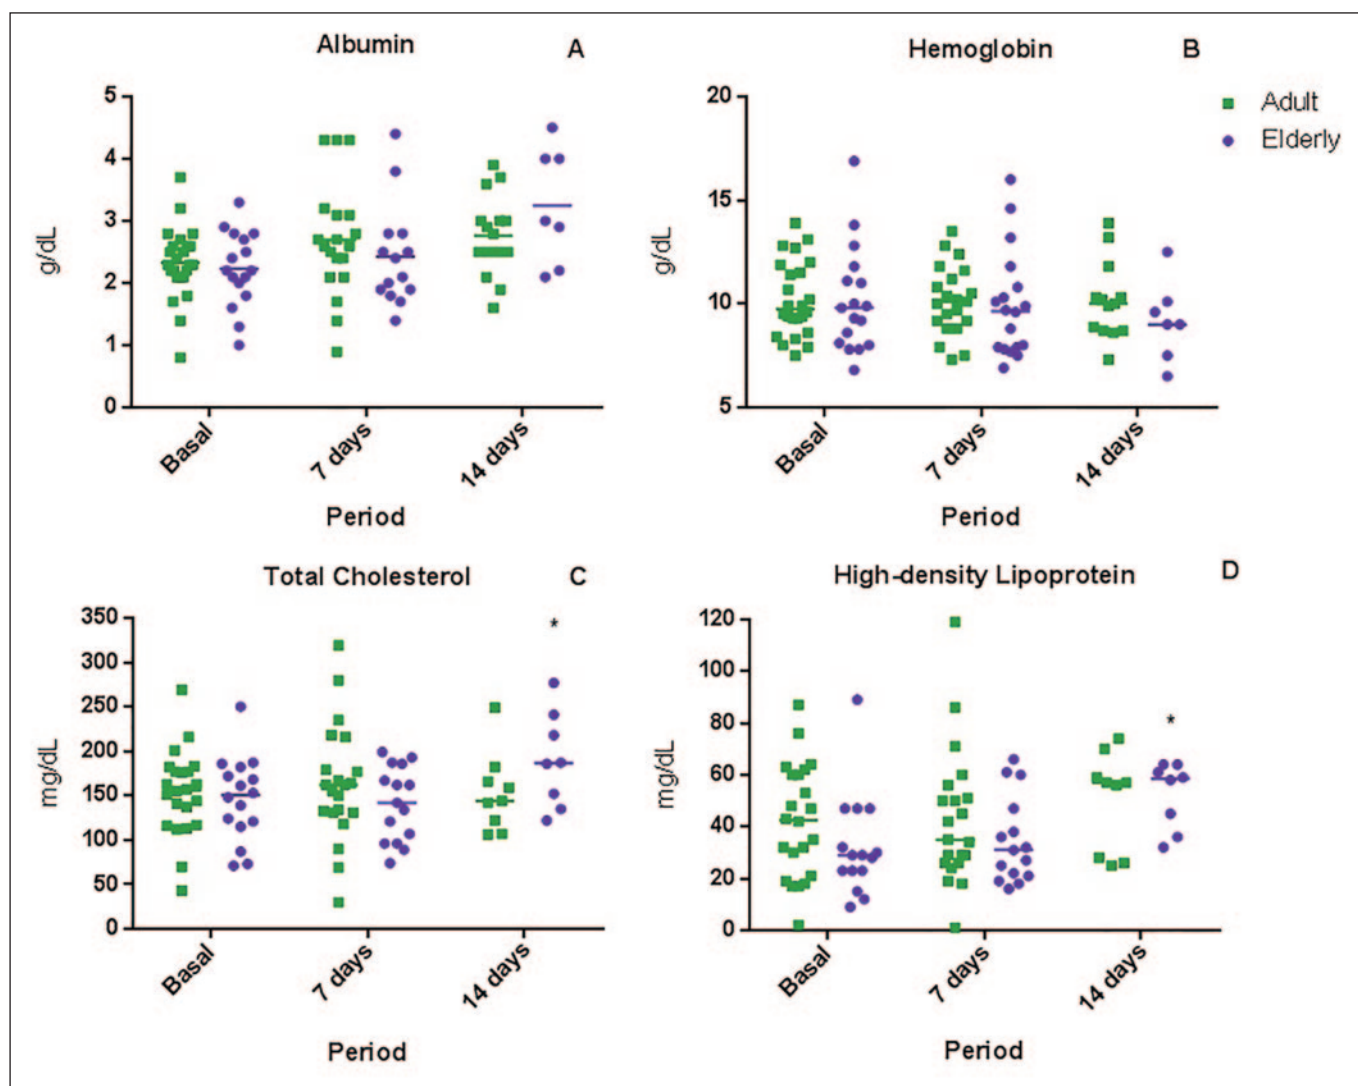 Albumin A
5
4
3
2
1
0
g/dL
Basal
7 days
14 days
Period
Hemoglobin B
20
15
10
5
g/dL
Basal
7 days
14 days
Period
Adult
Elderly
Total Cholesterol C
350
300
250
200
150
100
50
0
mg/dL
*
Basal
7 days
14 days
Period
High-density Lipoprotein D
120
100
80
60
40
20
0
mg/dL
*
Basal
7 days
14 days
Period